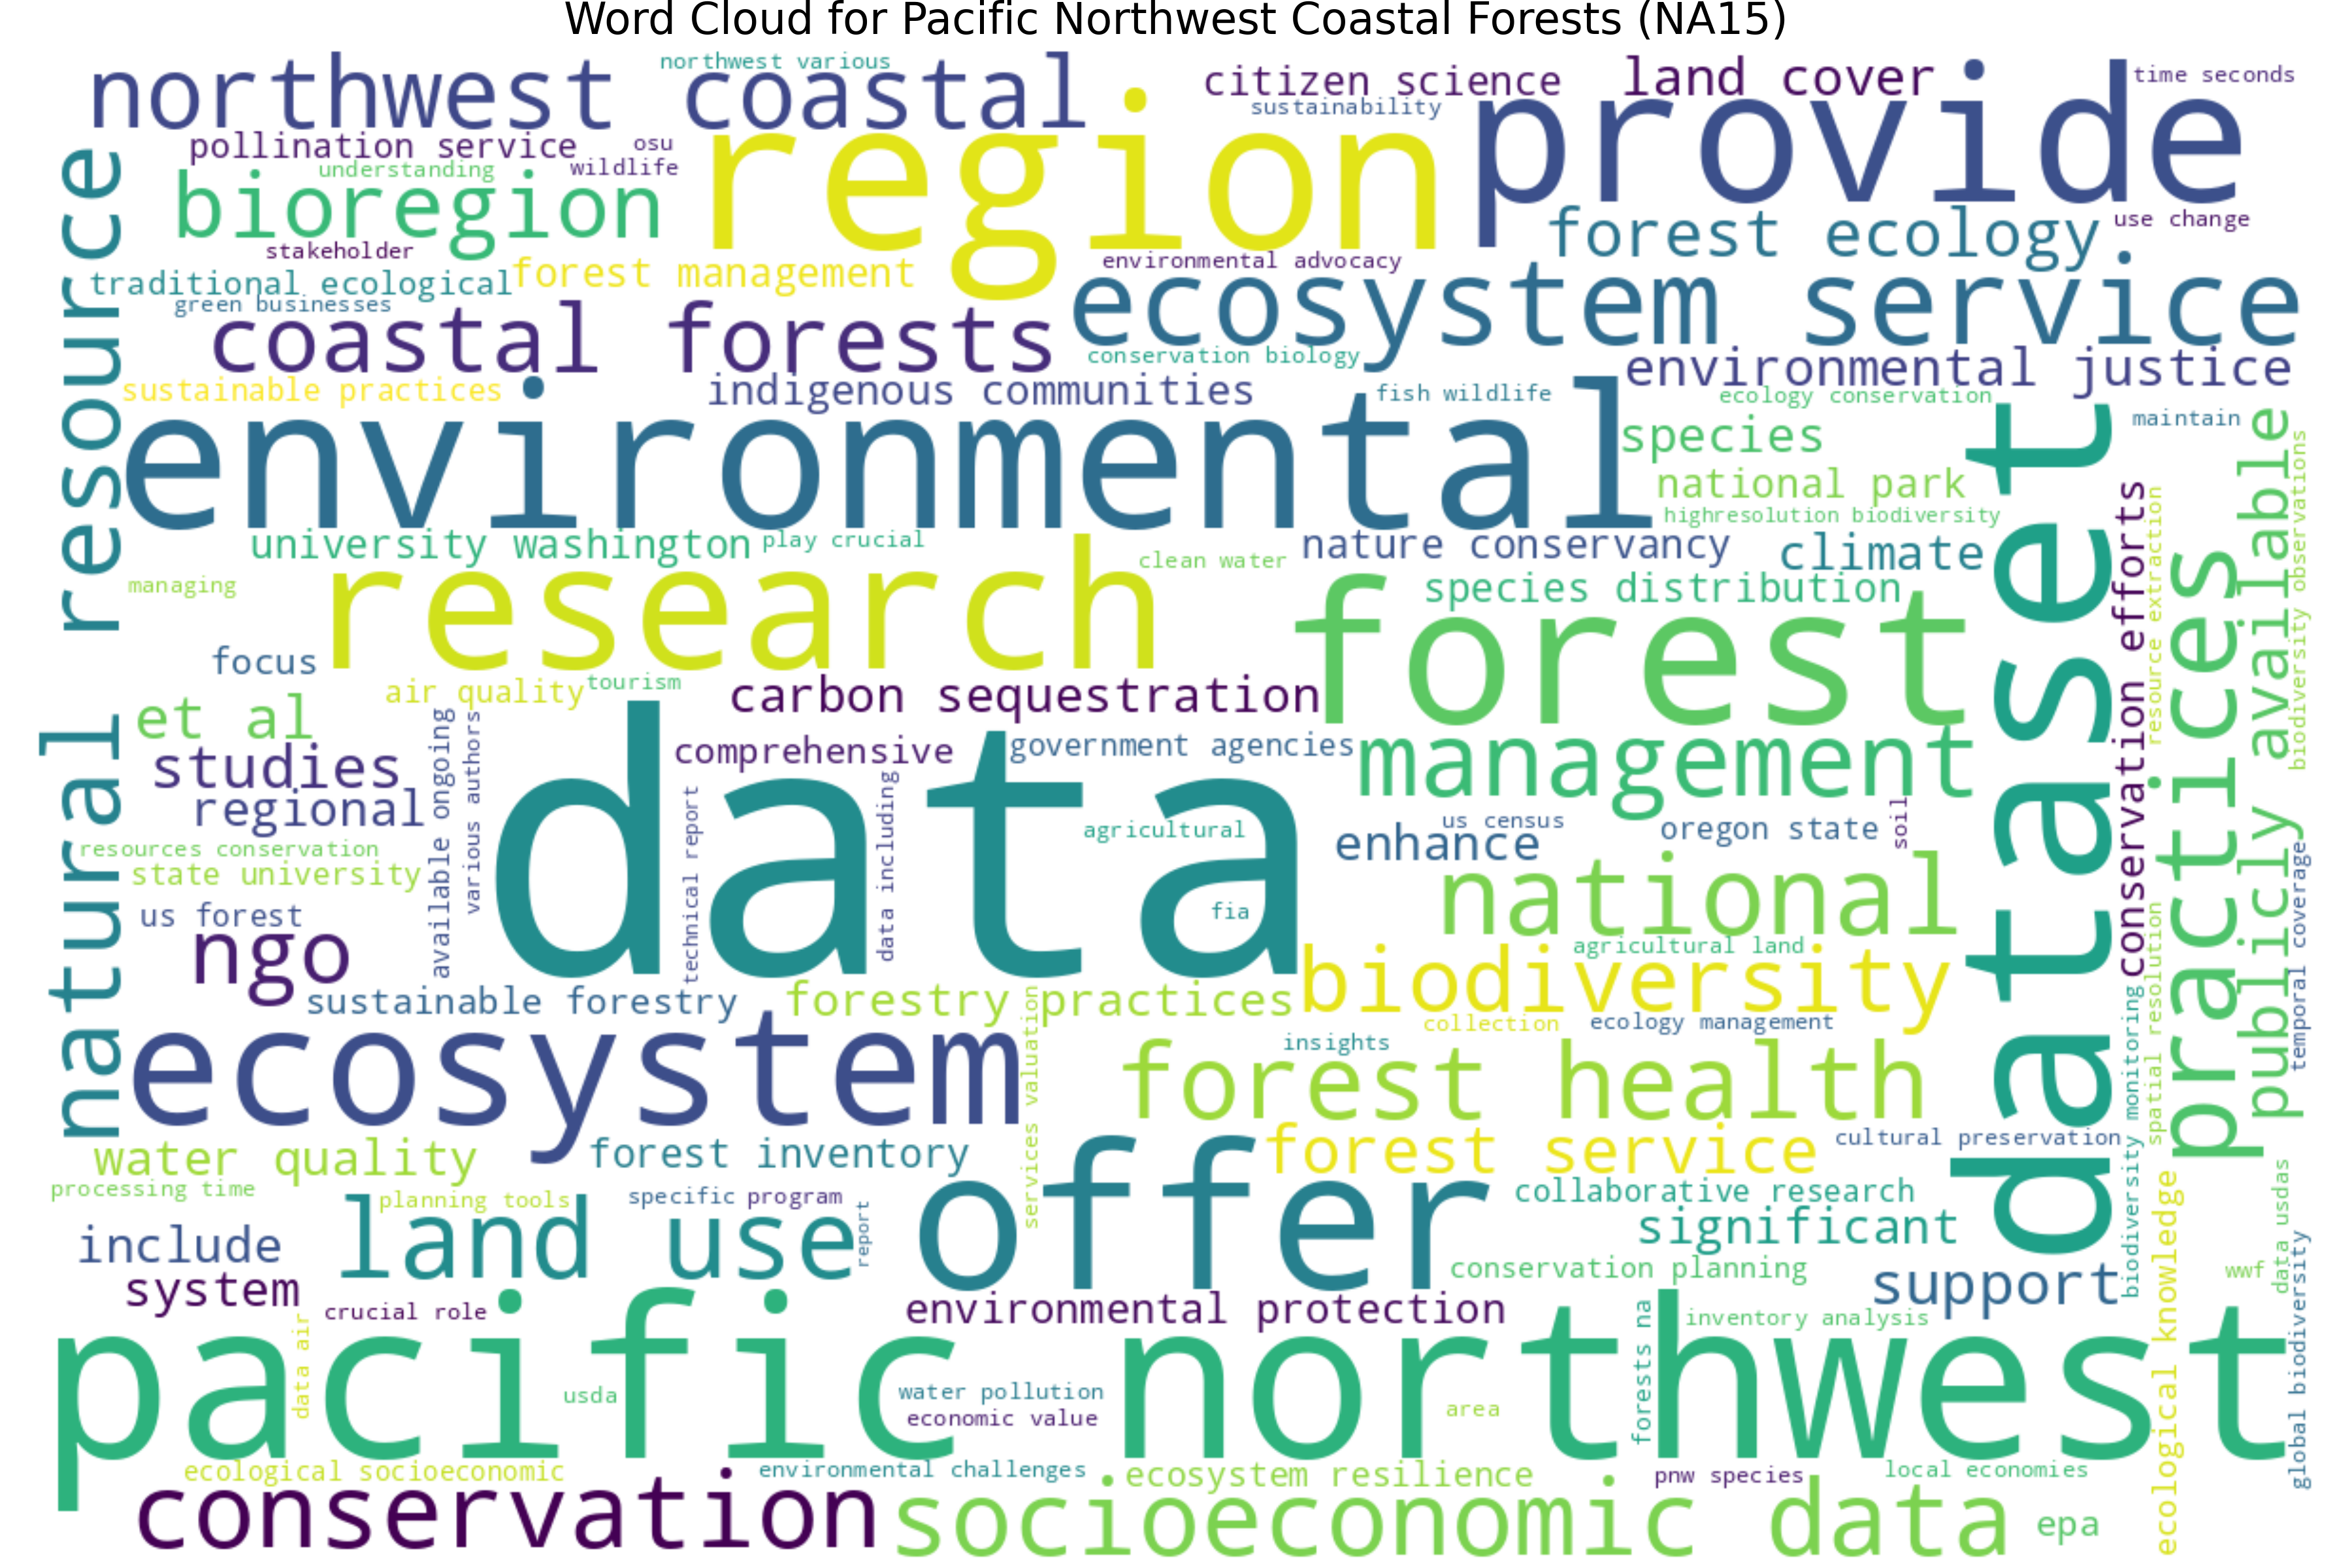 Word Cloud for Pacific Northwest Coastal Forests (NA15)
northwest coastal
northwest various
citizen science
land cover
time seconds
sustainability
provide
region
pollination service
osu
understanding
wildlife
bioregion
stakeholder
forest ecology
use change
traditional ecological
forest management
environmental advocacy
green businesses
ecosystem service
coastal forests
conservation biology
environmental justice
sustainable practices
indigenous communities
fish wildlife
ecology conservation
maintain
natural resource
environmental
species
national park
highresolution biodiversity
dataset
conservation efforts
resource extraction
practices
publicly available
biodiversity observations
university washington
play crucial
clean water
nature conservancy
climate
managing
research
species distribution
forest
focus
air quality
tourism
carbon sequestration
et al
available ongoing
various authors
comprehensive
government agencies
management
studies
regional
data
technical report
data including
agricultural
us census
enhance
oregon state
soil
resources conservation
state university
us forest
fia
national
ngo
agricultural land
biodiversity
sustainable forestry
forestry practices
collection
ecology management
services valuation
insights
ecosystem
forest health
biodiversity monitoring
spatial resolution
temporal coverage
water quality
forest inventory
offer
forest service
cultural preservation
processing time
planning tools
specific program
report
collaborative research
include
land use
significant
system
conservation planning
support
wwf
data usdas
global biodiversity
ecological knowledge
crucial role
environmental protection
inventory analysis
forests na
data air
pacific northwest
usda
water pollution
economic value
area
ecological socioeconomic
environmental challenges
ecosystem resilience
pnw species
local economies
conservation
socioeconomic data
epa